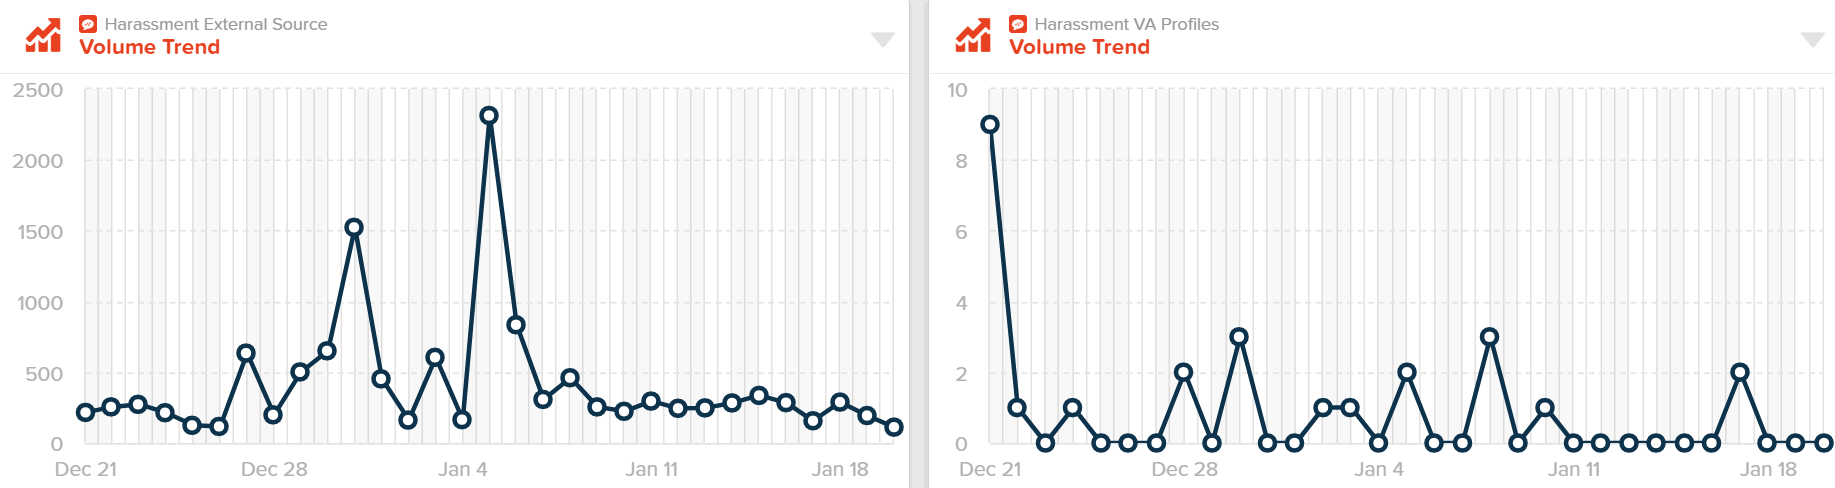 Harassment External Source
Volume Trend
2500
2000
1500
1000
500
0
Dec 21
Dec 28
Jan 4
Jan 11
Jan 18
Harassment VA Profiles
Volume Trend
10
8
6
4
2
0
Dec 21
Dec 28
Jan 4
Jan 11
Jan 18